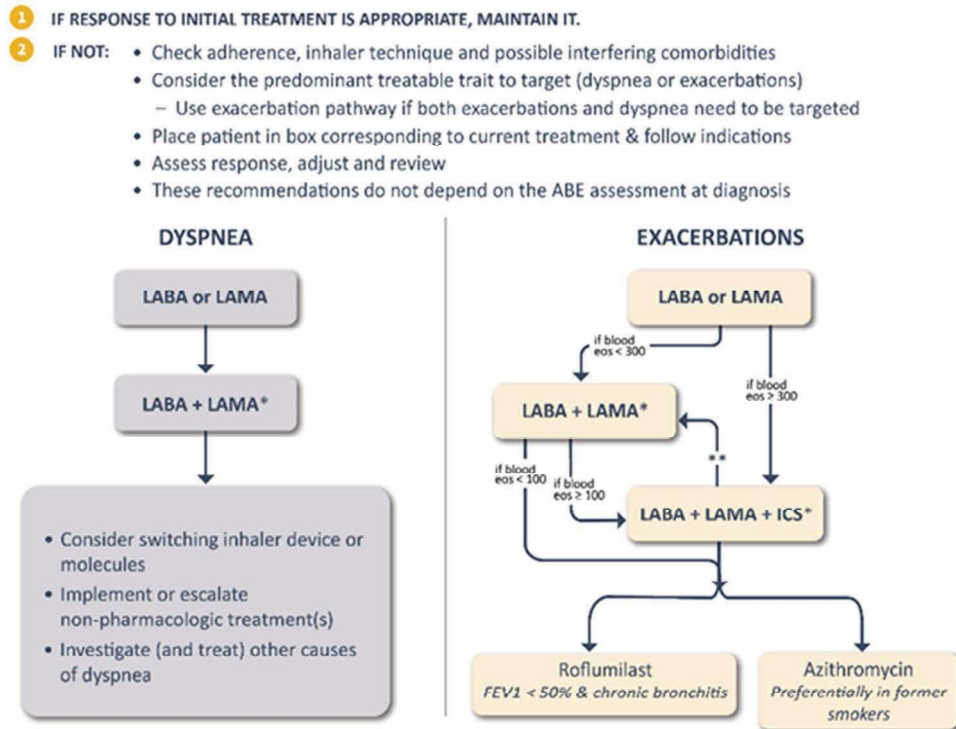 1 IF RESPONSE TO INITIAL TREATMENT IS APPROPRIATE, MAINTAIN IT.
2 IF NOT: • Check adherence, inhaler technique and possible interfering comorbidities
• Consider the predominant treatable trait to target (dyspnea or exacerbations)
– Use exacerbation pathway if both exacerbations and dyspnea need to be targeted
• Place patient in box corresponding to current treatment & follow indications
• Assess response, adjust and review
• These recommendations do not depend on the ABE assessment at diagnosis
DYSPNEA
LABA or LAMA
LABA + LAMA*
• Consider switching inhaler device or
molecules
• Implement or escalate
non-pharmacologic treatment(s)
• Investigate (and treat) other causes
of dyspnea
EXACERBATIONS
LABA or LAMA
if blood
eos < 300
if blood
eos ≥ 300
LABA + LAMA*
**
if blood
eos < 100
if blood
eos ≥ 100
LABA + LAMA + ICS*
Roflumilast
FEV1 < 50% & chronic bronchitis
Azithromycin
Preferentially in former
smokers